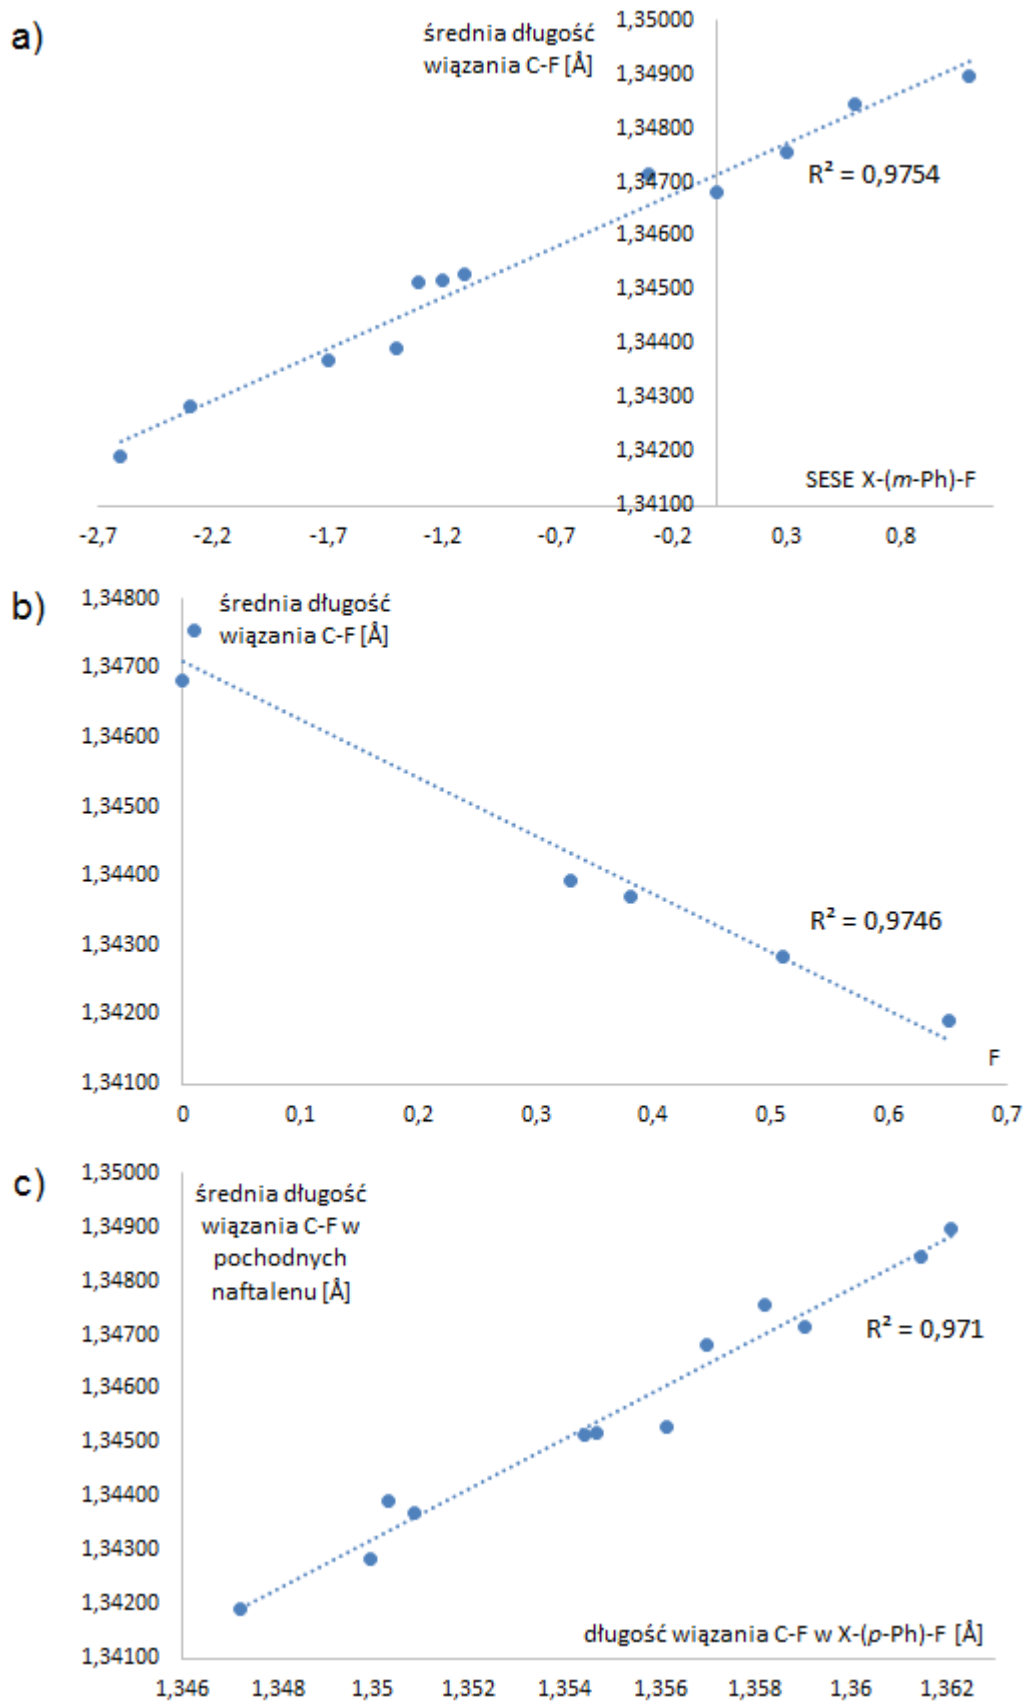 a)
średnia długość
wiązania C-F [Å]
1,35000
1,34900
1,34800
1,34700
1,34600
1,34500
1,34400
1,34300
1,34200
1,34100
R² = 0,9754
SESE X-(m-Ph)-F
-2,7 -2,2 -1,7 -1,2 -0,7 -0,2 0,3 0,8
b)
średnia długość
wiązania C-F [Å]
1,34800
1,34700
1,34600
1,34500
1,34400
1,34300
1,34200
1,34100
R² = 0,9746
F
0 0,1 0,2 0,3 0,4 0,5 0,6 0,7
c)
średnia długość
wiązania C-F w
pochodnych
naftalenu [Å]
1,35000
1,34900
1,34800
1,34700
1,34600
1,34500
1,34400
1,34300
1,34200
1,34100
R² = 0,971
długość wiązania C-F w X-(p-Ph)-F [Å]
1,346 1,348 1,35 1,352 1,354 1,356 1,358 1,36 1,362